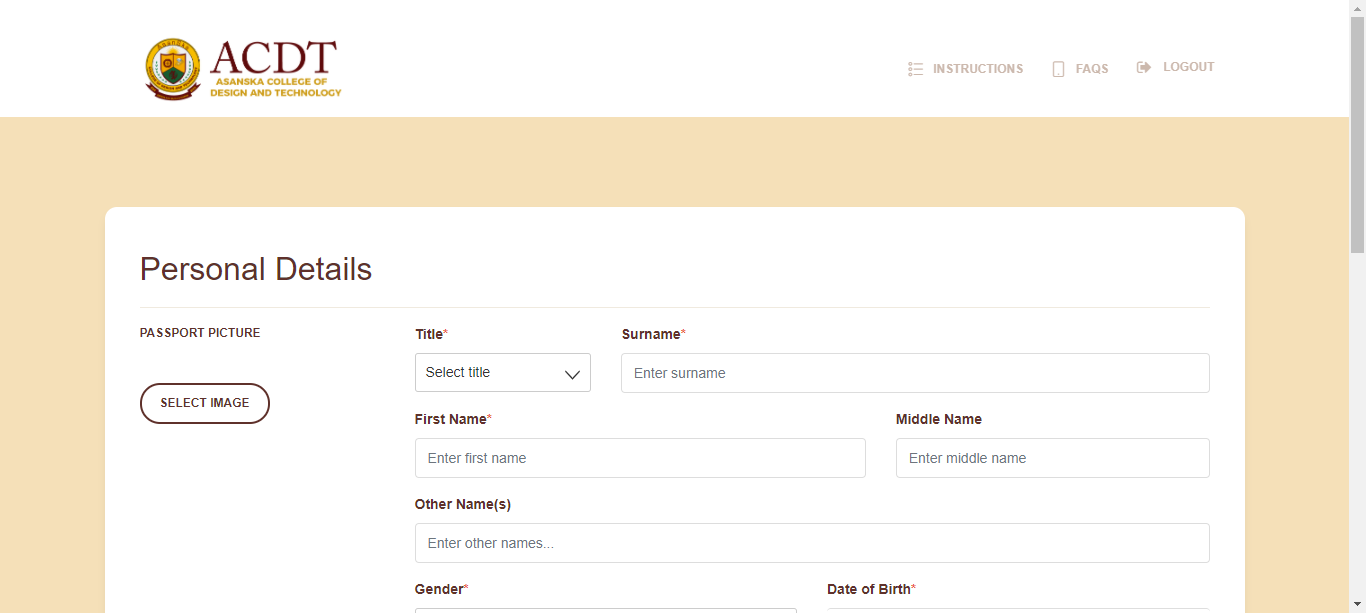 ACDT
ASANSKA COLLEGE OF
DESIGN AND TECHNOLOGY
INSTRUCTIONS
FAQS
LOGOUT
Personal Details
PASSPORT PICTURE
SELECT IMAGE
Title*
Surname*
Select title
Enter surname
First Name*
Middle Name
Enter first name
Enter middle name
Other Name(s)
Enter other names...
Gender*
Date of Birth*